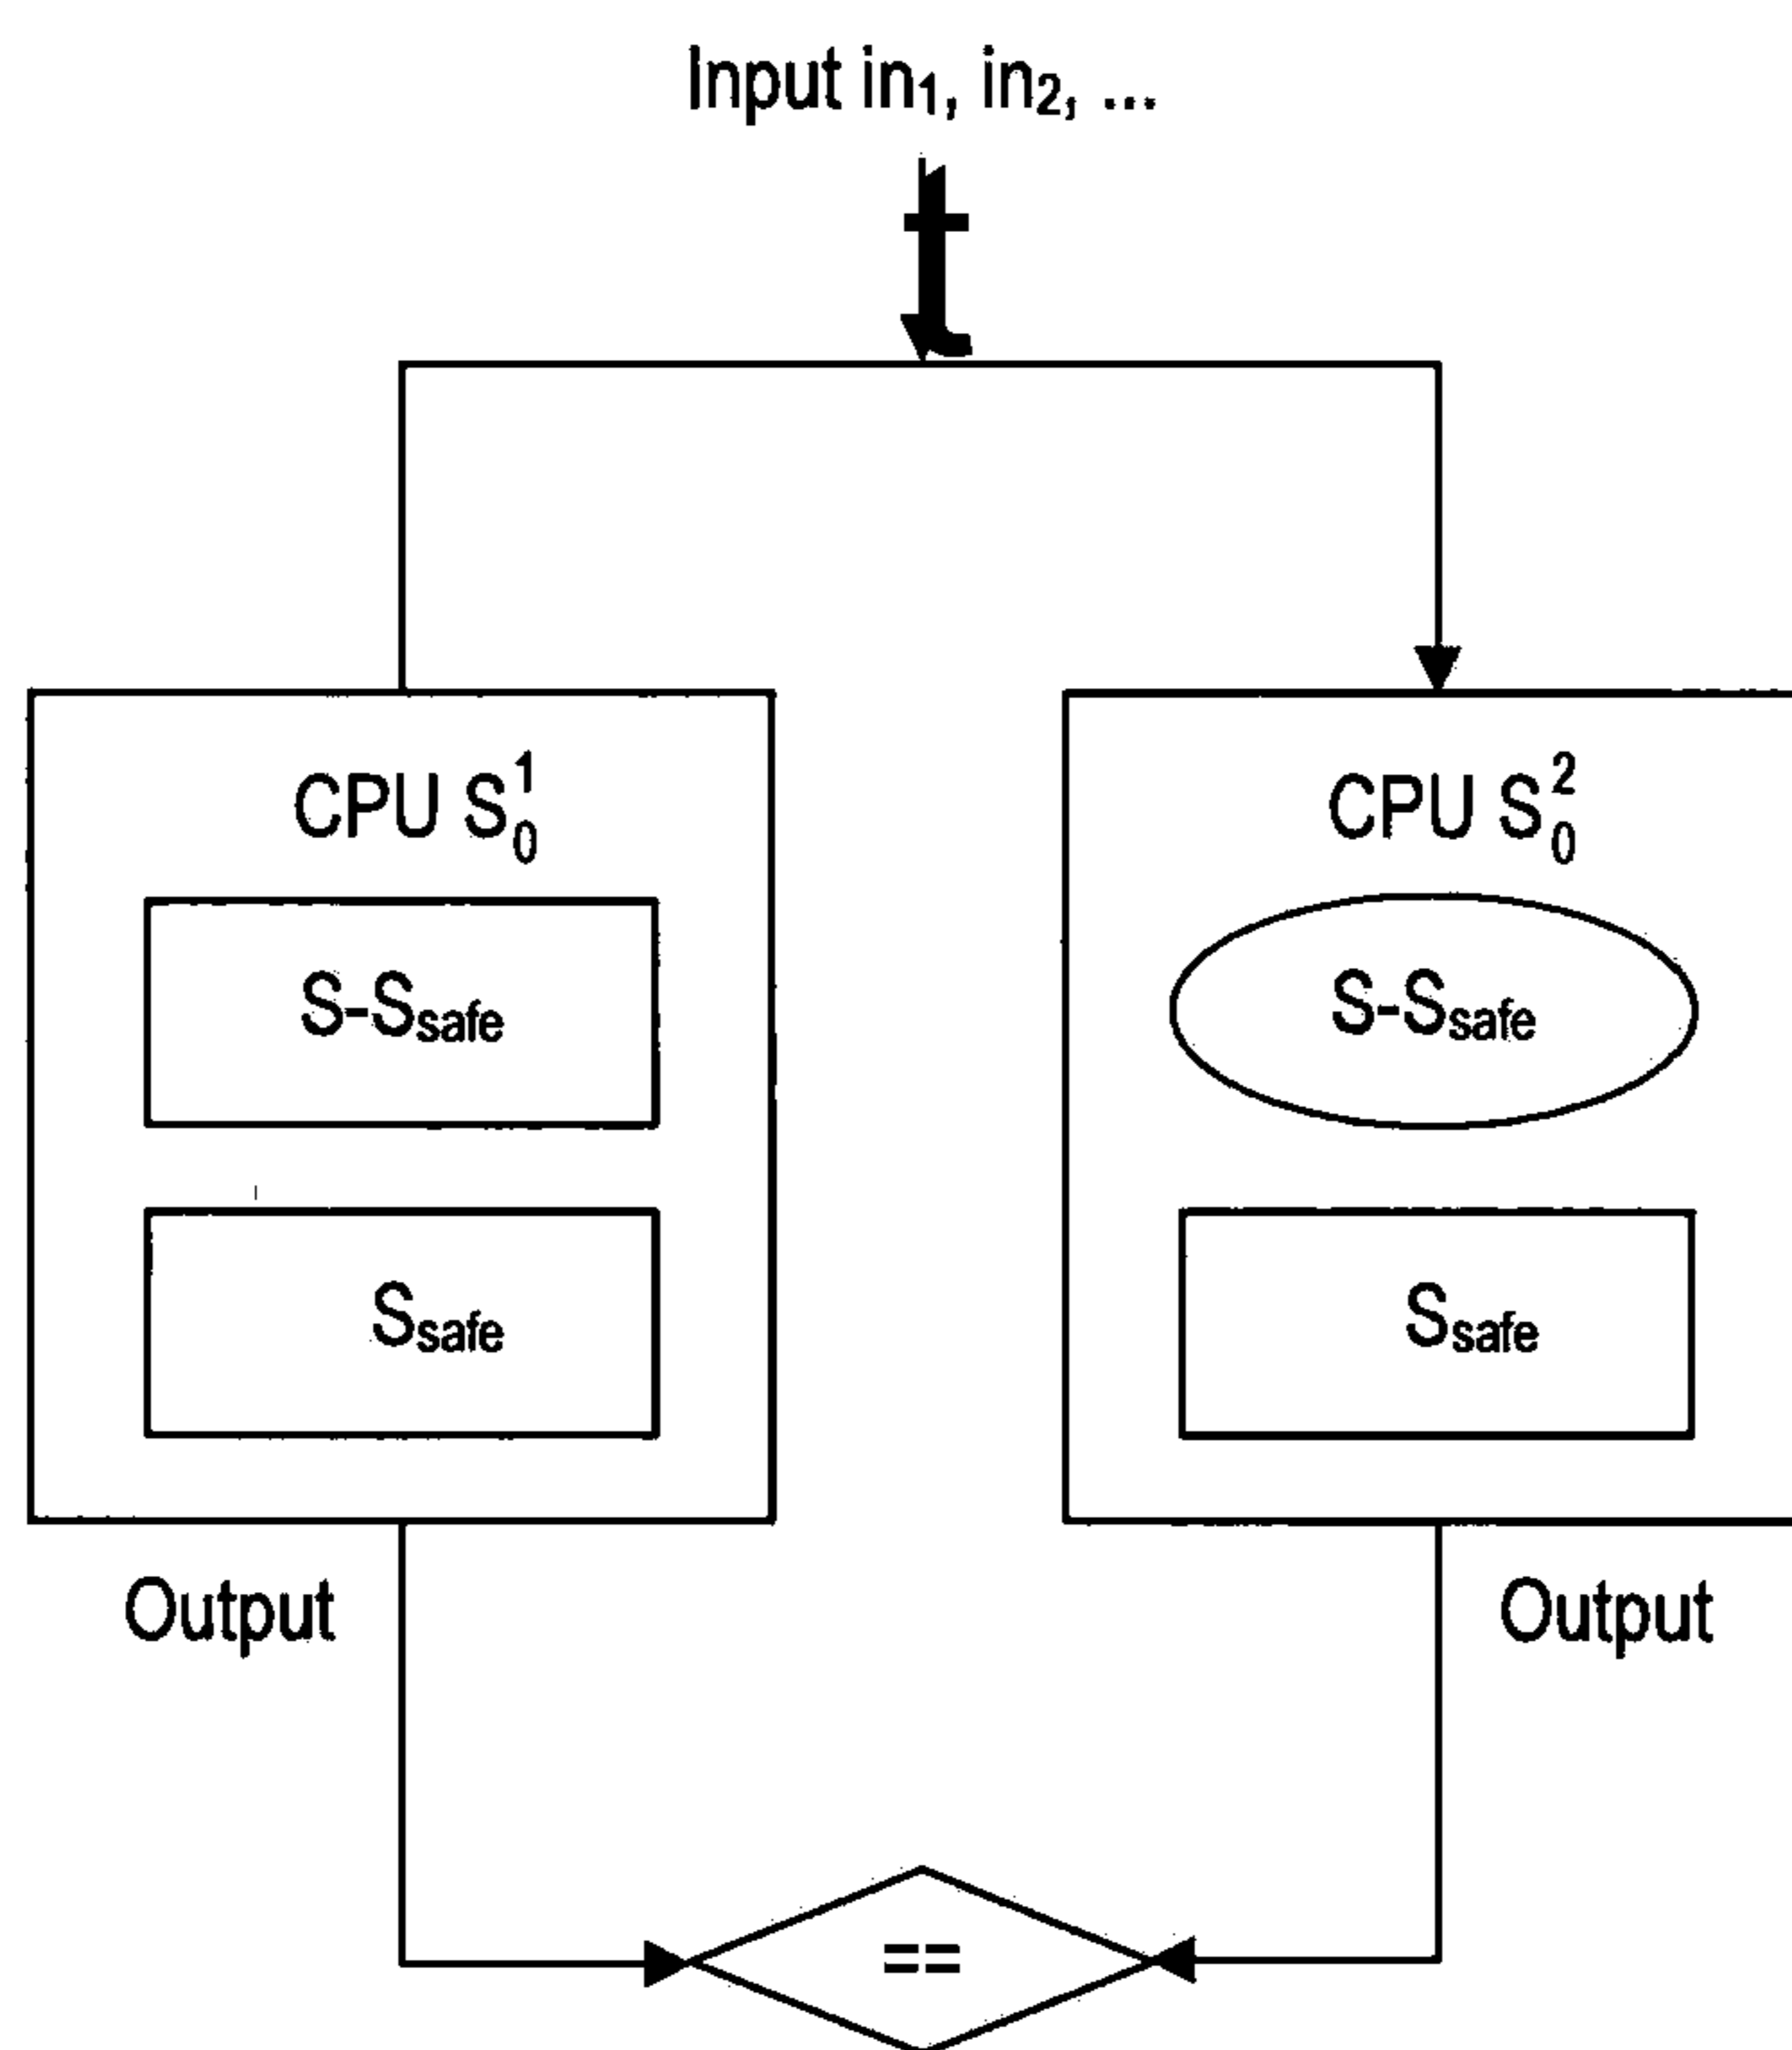 Input in₁, in₂, ...
t
CPU S₀¹
CPU S₀²
S-Ssafe
S-Ssafe
Ssafe
Ssafe
Output
Output
==